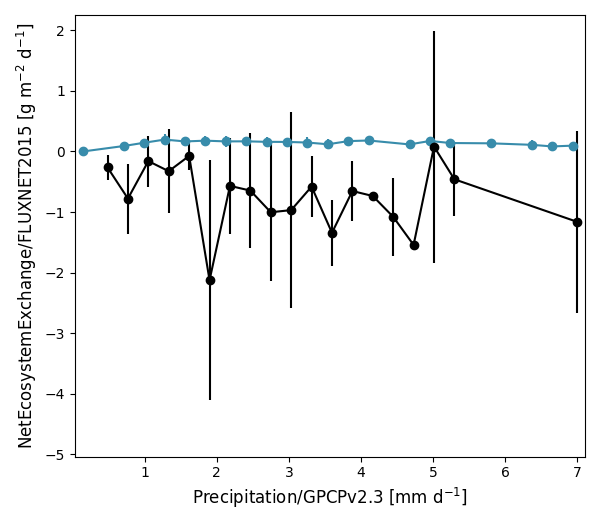 2
1
0
−1
−2
−3
−4
−5
NetEcosystemExchange/FLUXNET2015 [g m⁻² d⁻¹]
1 2 3 4 5 6 7
Precipitation/GPCPv2.3 [mm d⁻¹]